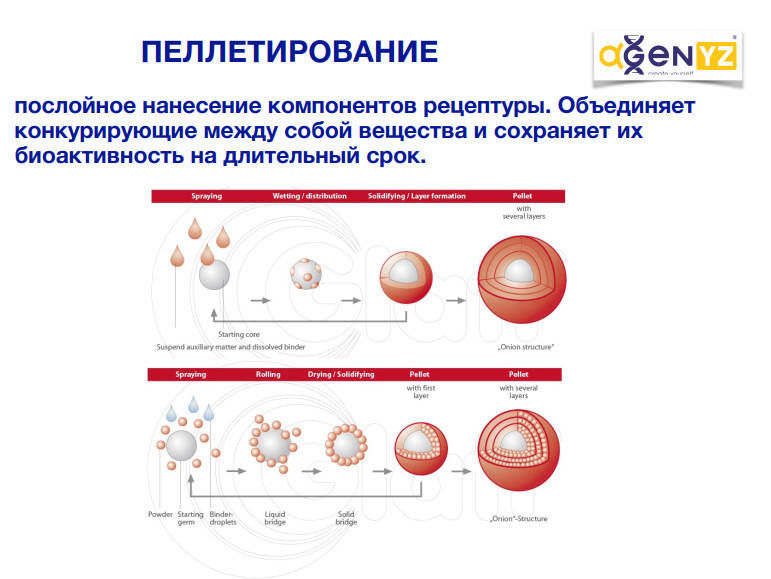 ПЕЛЛЕТИРОВАНИЕ
αGenYZ
create yourself
послойное нанесение компонентов рецептуры. Объединяет
конкурирующие между собой вещества и сохраняет их
биоактивность на длительный срок.
Spraying Wetting / distribution Solidifying / Layer formation Pellet
with
several layers
Starting core
Suspend auxiliary matter and dissolved binder
„Onion structure“
Spraying Rolling Drying / Solidifying Pellet Pellet
with first
layer
with several
layers
Powder Starting
germ
Binder-
droplets
Liquid
bridge
Solid
bridge
„Onion“-Structure